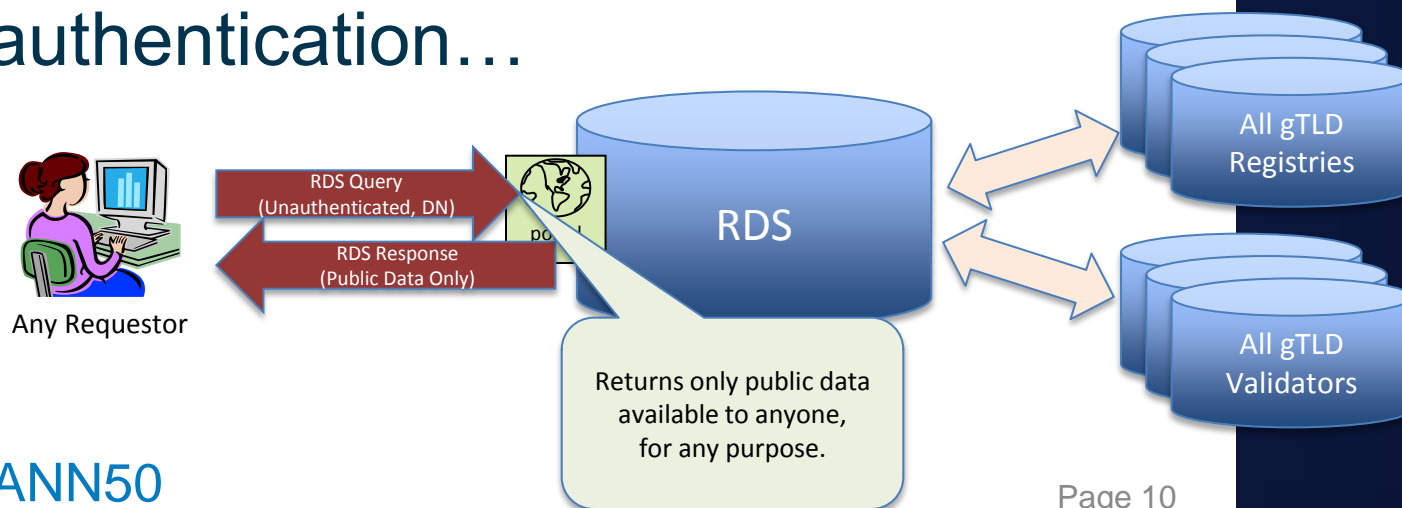 authentication…
RDS Query
(Unauthenticated, DN)
RDS Response
(Public Data Only)
RDS
All gTLD
Registries
Any Requestor
All gTLD
Validators
Returns only public data
available to anyone,
for any purpose.
ANN50
Page 10